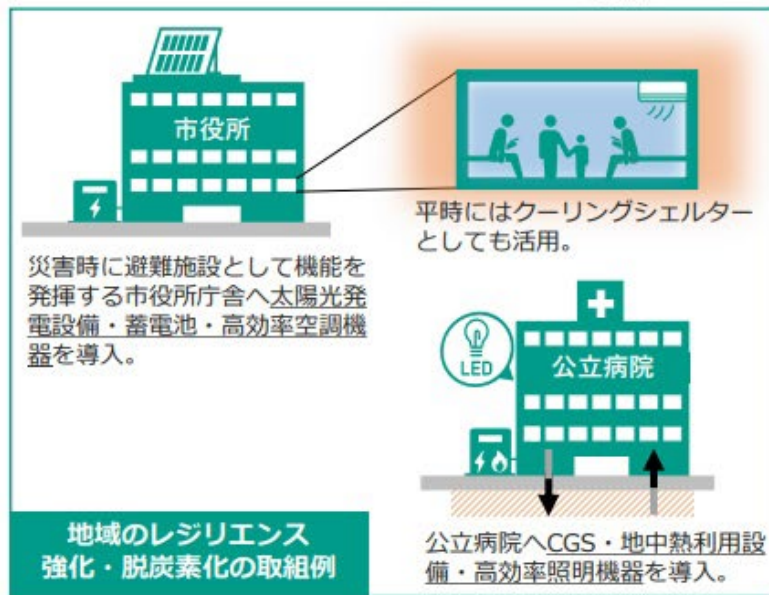 市役所
平時にはクーリングシェルター
としても活用。
災害時に避難施設として機能を
発揮する市役所庁舎へ太陽光発
電設備・蓄電池・高効率空調機
器を導入。
LED
公立病院
公立病院へCGS・地中熱利用設
備・高効率照明機器を導入。
地域のレジリエンス
強化・脱炭素化の取組例